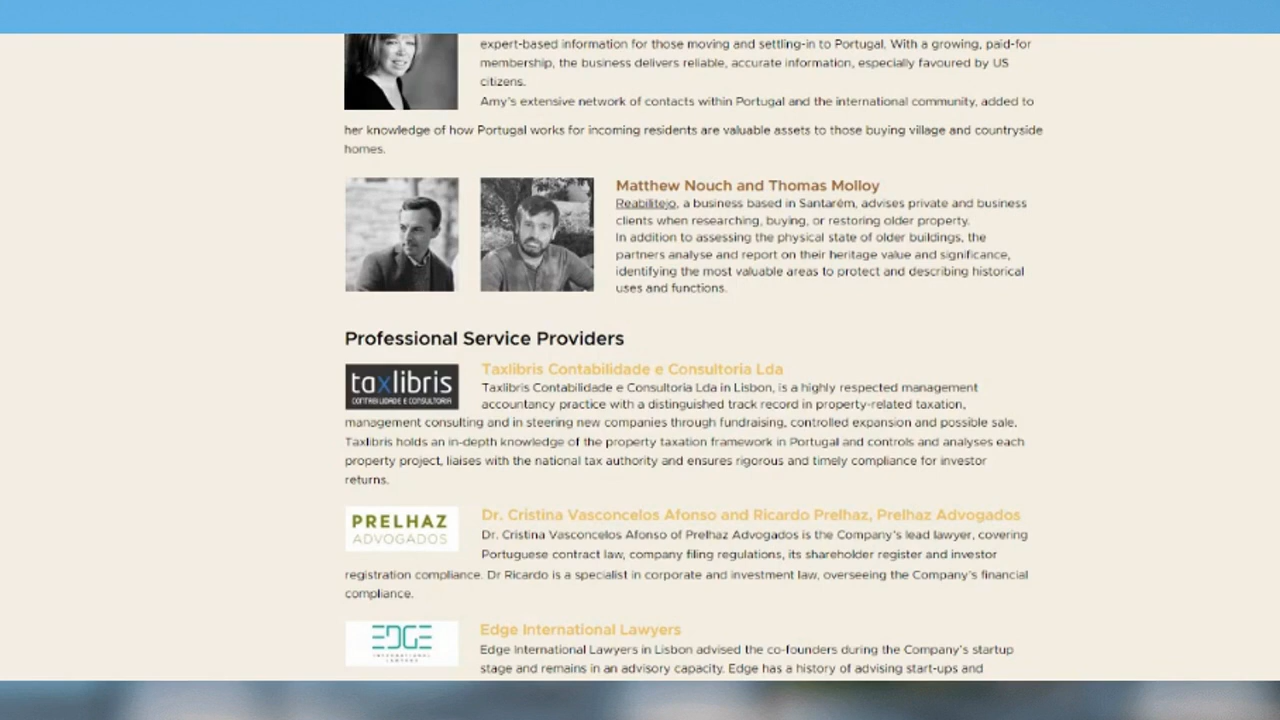 expert-based information for those moving and settling-in to Portugal. With a growing, paid-for
membership, the business delivers reliable, accurate information, especially favoured by US
citizens.
Amy's extensive network of contacts within Portugal and the international community, added to
her knowledge of how Portugal works for incoming residents are valuable assets to those buying village and countryside
homes.
Matthew Nouch and Thomas Molloy
Reabilitejo, a business based in Santarém, advises private and business
clients when researching, buying, or restoring older property.
In addition to assessing the physical state of older buildings, the
partners analyse and report on their heritage value and significance,
identifying the most valuable areas to protect and describing historical
uses and functions.
Professional Service Providers
taxlibris
CONTABILIDADE E CONSULTORIA
Taxlibris Contabilidade e Consultoria Lda
Taxlibris Contabilidade e Consultoria Lda in Lisbon, is a highly respected management
accountancy practice with a distinguished track record in property-related taxation,
management consulting and in steering new companies through fundraising, controlled expansion and possible sale.
Taxlibris holds an in-depth knowledge of the property taxation framework in Portugal and controls and analyses each
property project, liaises with the national tax authority and ensures rigorous and timely compliance for investor
returns.
PRELHAZ
ADVOGADOS
Dr. Cristina Vasconcelos Afonso and Ricardo Prelhaz, Prelhaz Advogados
Dr. Cristina Vasconcelos Afonso of Prelhaz Advogados is the Company's lead lawyer, covering
Portuguese contract law, company filing regulations, its shareholder register and investor
registration compliance. Dr Ricardo is a specialist in corporate and investment law, overseeing the Company's financial
compliance.
EDGE
INTERNATIONAL
LAWYERS
Edge International Lawyers
Edge International Lawyers in Lisbon advised the co-founders during the Company's startup
stage and remains in an advisory capacity. Edge has a history of advising start-ups and